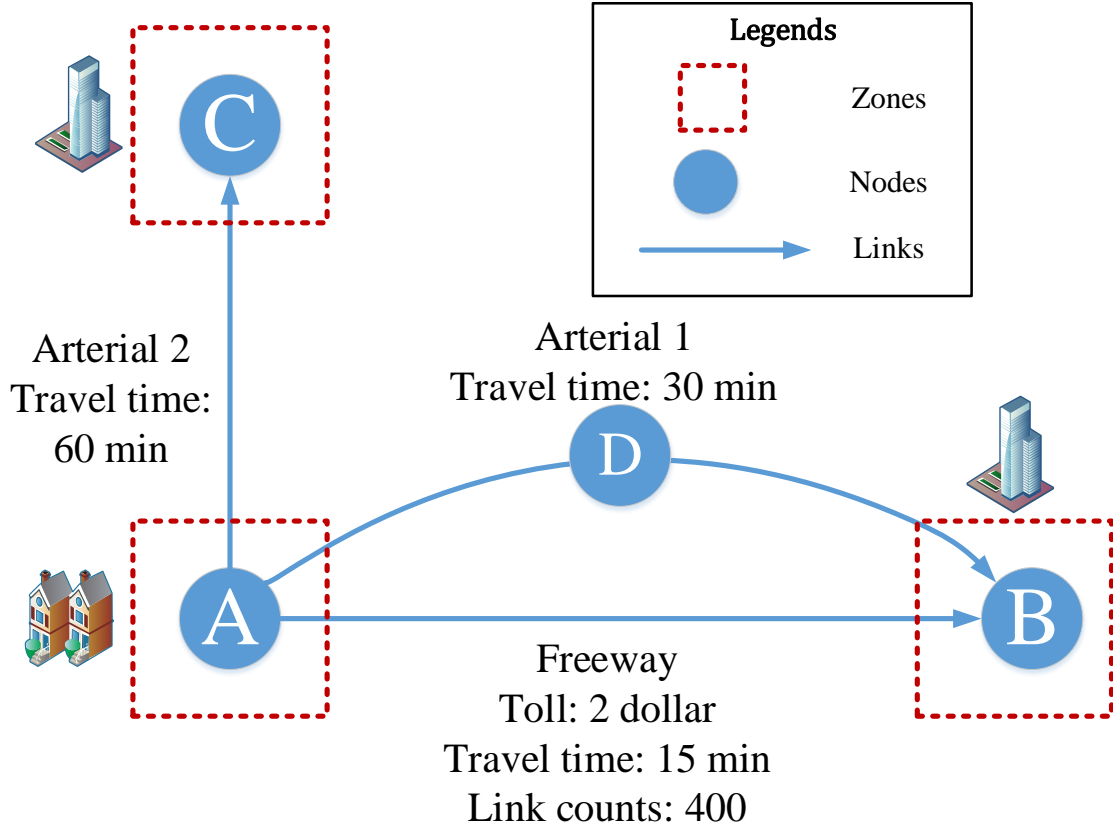 Legends
Zones
Nodes
Links
C
Arterial 2
Travel time:
60 min
Arterial 1
Travel time: 30 min
D
A
B
Freeway
Toll: 2 dollar
Travel time: 15 min
Link counts: 400